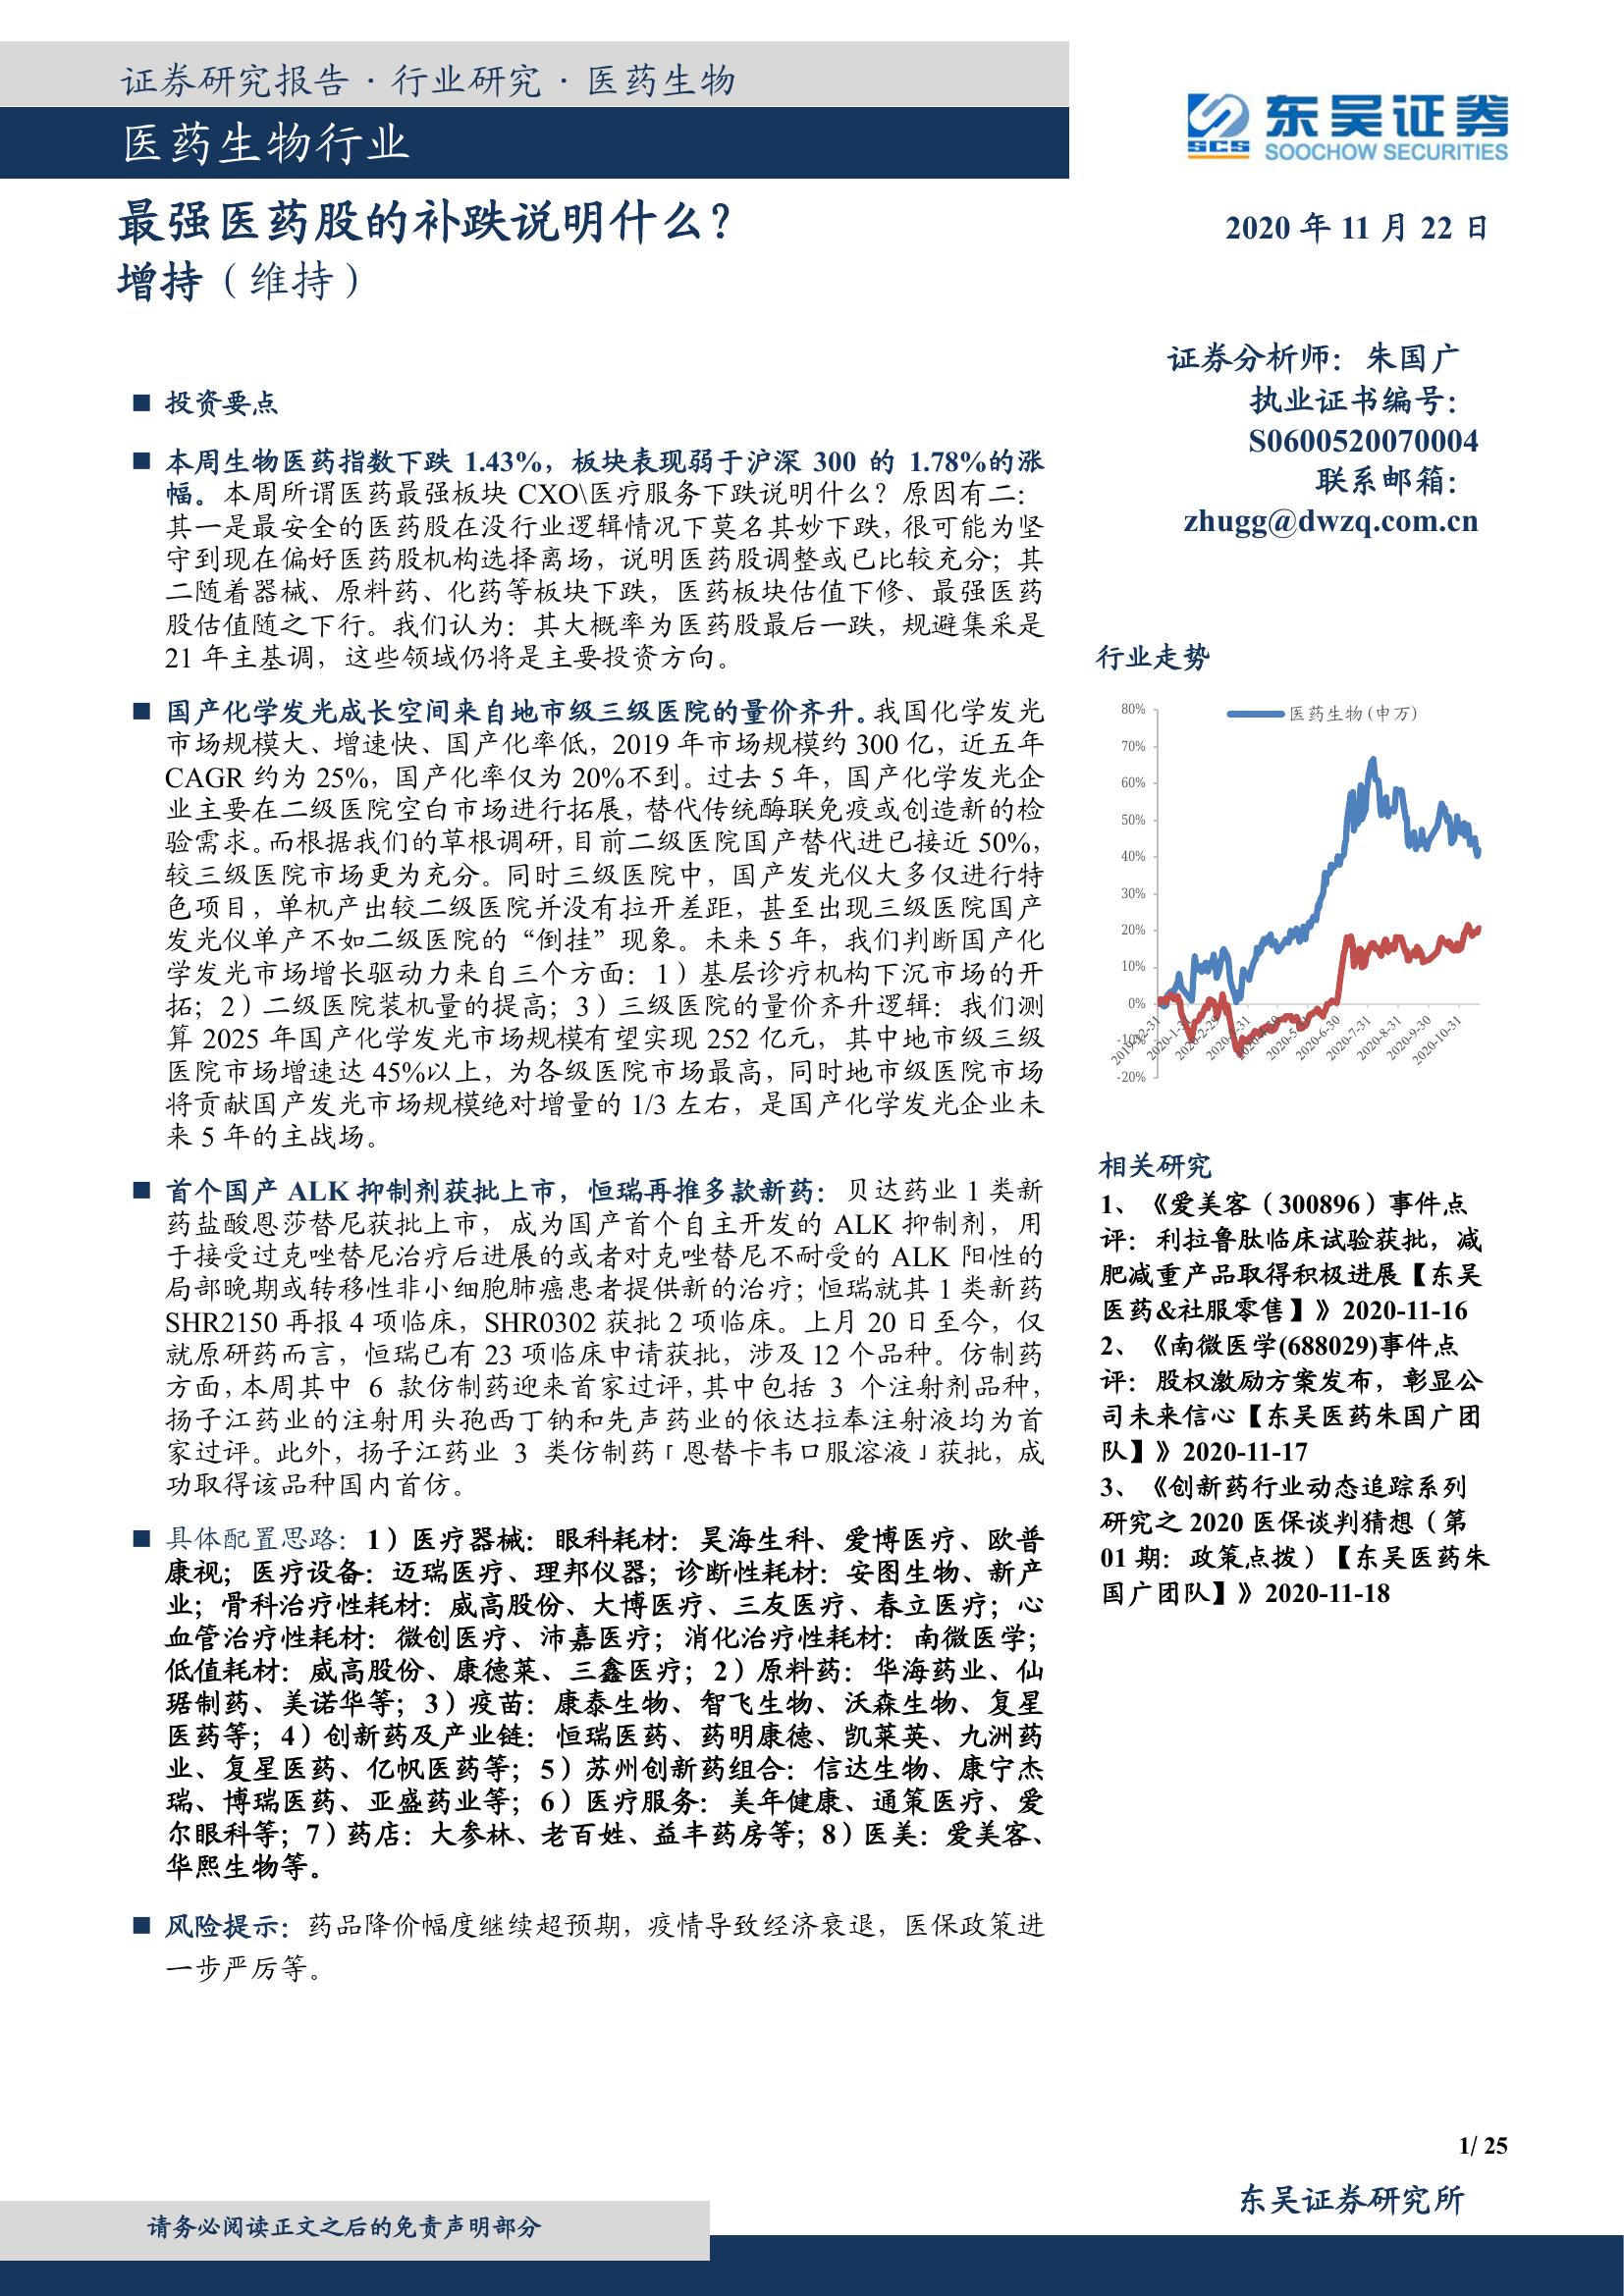 证券研究报告·行业研究·医药生物
医药生物行业
东吴证券
SCS
SOOCHOW SECURITIES
最强医药股的补跌说明什么？
增持（维持）
2020 年 11 月 22 日
证券分析师：朱国广
执业证书编号：
S0600520070004
联系邮箱：
zhugg@dwzq.com.cn
■ 投资要点
■ 本周生物医药指数下跌 1.43%，板块表现弱于沪深 300 的 1.78%的涨
幅。本周所谓医药最强板块 CXO\医疗服务下跌说明什么？原因有二：
其一是最安全的医药股在没行业逻辑情况下莫名其妙下跌，很可能为坚
守到现在偏好医药股机构选择离场，说明医药股调整或已比较充分；其
二随着器械、原料药、化药等板块下跌，医药板块估值下修、最强医药
股估值随之下行。我们认为：其大概率为医药股最后一跌，规避集采是
21 年主基调，这些领域仍将是主要投资方向。
■ 国产化学发光成长空间来自地市级三级医院的量价齐升。我国化学发光
市场规模大、增速快、国产化率低，2019 年市场规模约 300 亿，近五年
CAGR 约为 25%，国产化率仅为 20%不到。过去 5 年，国产化学发光企
业主要在二级医院空白市场进行拓展，替代传统酶联免疫或创造新的检
验需求。而根据我们的草根调研，目前二级医院国产替代进已接近 50%，
较三级医院市场更为充分。同时三级医院中，国产发光仪大多仅进行特
色项目，单机产出较二级医院并没有拉开差距，甚至出现三级医院国产
发光仪单产不如二级医院的“倒挂”现象。未来 5 年，我们判断国产化
学发光市场增长驱动力来自三个方面：1）基层诊疗机构下沉市场的开
拓；2）二级医院装机量的提高；3）三级医院的量价齐升逻辑：我们测
算 2025 年国产化学发光市场规模有望实现 252 亿元，其中地市级三级
医院市场增速达 45%以上，为各级医院市场最高，同时地市级医院市场
将贡献国产发光市场规模绝对增量的 1/3 左右，是国产化学发光企业未
来 5 年的主战场。
■ 首个国产 ALK 抑制剂获批上市，恒瑞再推多款新药：贝达药业 1 类新
药盐酸恩莎替尼获批上市，成为国产首个自主开发的 ALK 抑制剂，用
于接受过克唑替尼治疗后进展的或者对克唑替尼不耐受的 ALK 阳性的
局部晚期或转移性非小细胞肺癌患者提供新的治疗；恒瑞就其 1 类新药
SHR2150 再报 4 项临床，SHR0302 获批 2 项临床。上月 20 日至今，仅
就原研药而言，恒瑞已有 23 项临床申请获批，涉及 12 个品种。仿制药
方面，本周其中 6 款仿制药迎来首家过评，其中包括 3 个注射剂品种，
扬子江药业的注射用头孢西丁钠和先声药业的依达拉奉注射液均为首
家过评。此外，扬子江药业 3 类仿制药「恩替卡韦口服溶液」获批，成
功取得该品种国内首仿。
■ 具体配置思路：1）医疗器械：眼科耗材：昊海生科、爱博医疗、欧普
康视；医疗设备：迈瑞医疗、理邦仪器；诊断性耗材：安图生物、新产
业；骨科治疗性耗材：威高股份、大博医疗、三友医疗、春立医疗；心
血管治疗性耗材：微创医疗、沛嘉医疗；消化治疗性耗材：南微医学；
低值耗材：威高股份、康德莱、三鑫医疗；2）原料药：华海药业、仙
琚制药、美诺华等；3）疫苗：康泰生物、智飞生物、沃森生物、复星
医药等；4）创新药及产业链：恒瑞医药、药明康德、凯莱英、九洲药
业、复星医药、亿帆医药等；5）苏州创新药组合：信达生物、康宁杰
瑞、博瑞医药、亚盛药业等；6）医疗服务：美年健康、通策医疗、爱
尔眼科等；7）药店：大参林、老百姓、益丰药房等；8）医美：爱美客、
华熙生物等。
■ 风险提示：药品降价幅度继续超预期，疫情导致经济衰退，医保政策进
一步严厉等。
行业走势
医药生物(申万)
80%
70%
60%
50%
40%
30%
20%
10%
0%
-10%
-20%
2019-12-31
2020-1-31
2020-2-29
2020-3-31
2020-4-30
2020-5-31
2020-6-30
2020-7-31
2020-8-31
2020-9-30
2020-10-31
相关研究
1、《爱美客（300896）事件点
评：利拉鲁肽临床试验获批，减
肥减重产品取得积极进展【东吴
医药&社服零售】》2020-11-16
2、《南微医学(688029)事件点
评：股权激励方案发布，彰显公
司未来信心【东吴医药朱国广团
队】》2020-11-17
3、《创新药行业动态追踪系列
研究之 2020 医保谈判猜想（第
01 期：政策点拨）【东吴医药朱
国广团队】》2020-11-18
1/ 25
东吴证券研究所
请务必阅读正文之后的免责声明部分